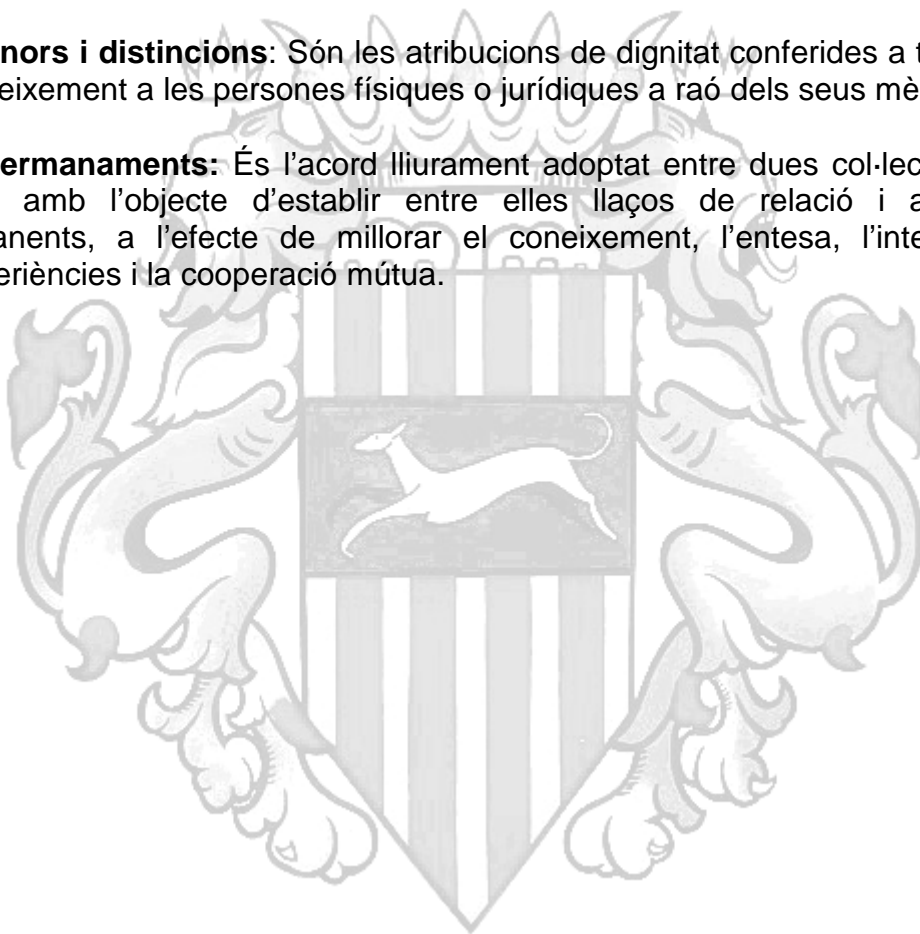 nors i distincions: Són les atribucions de dignitat conferides a t
eixement a les persones físiques o jurídiques a raó dels seus mè
ermanaments: És l’acord lliurament adoptat entre dues col·lec
amb l’objecte d’establir entre elles llaços de relació i a
anents, a l’efecte de millorar el coneixement, l’entesa, l’inte
eriències i la cooperació mútua.